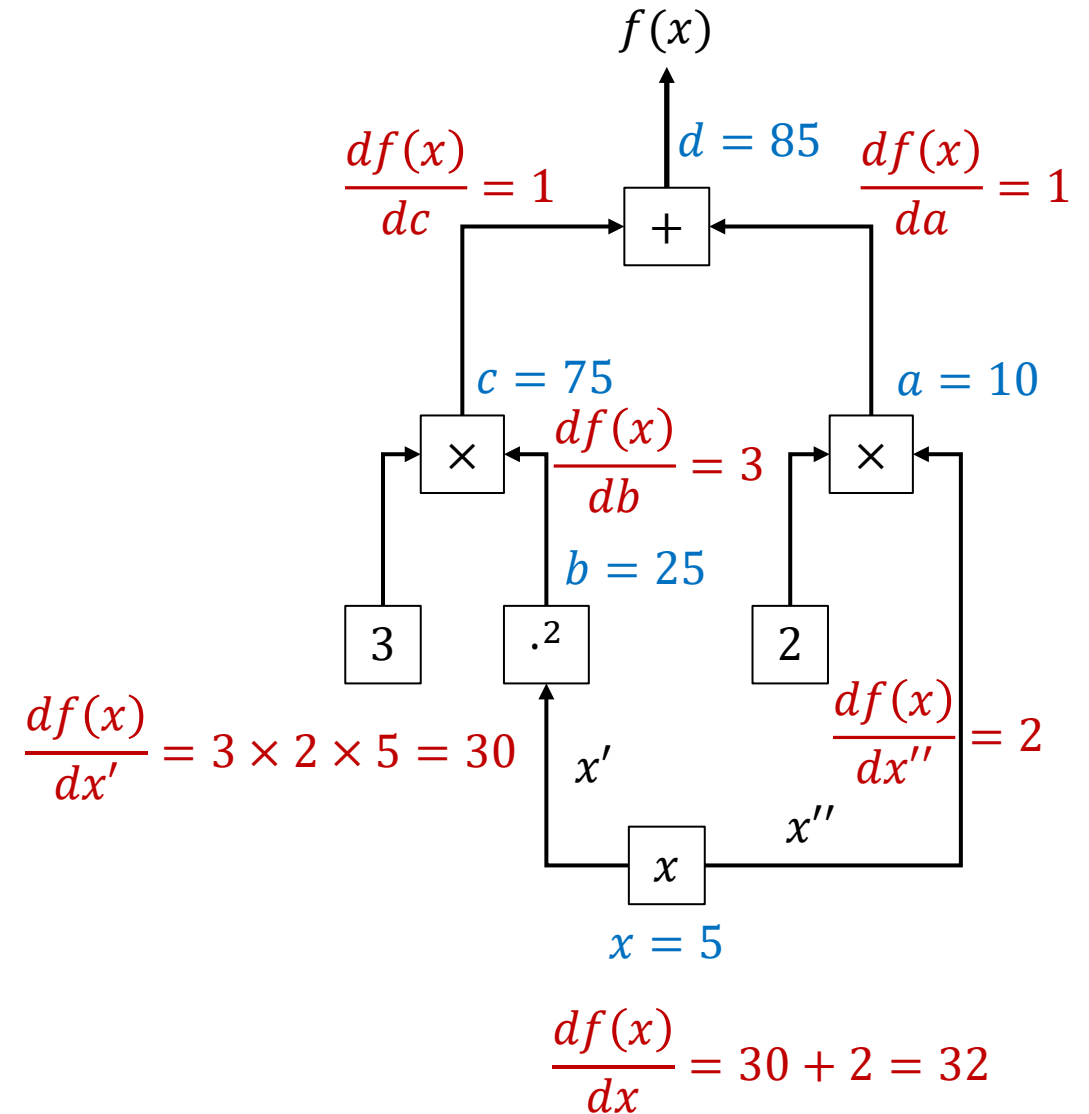 f(x)
d = 85
df(x)/dc = 1
df(x)/da = 1
+
c = 75
a = 10
×
df(x)/db = 3
×
b = 25
3
·²
2
df(x)/dx′ = 3 × 2 × 5 = 30
df(x)/dx′′ = 2
x′
x′′
x
x = 5
df(x)/dx = 30 + 2 = 32